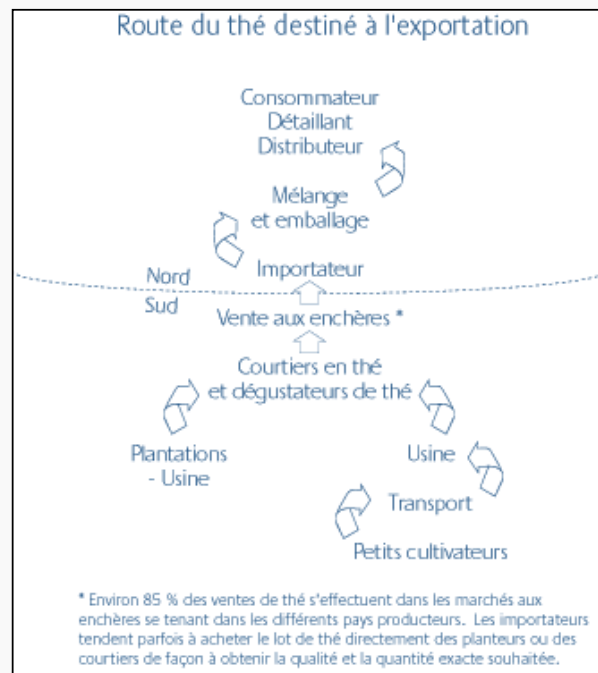 Route du thé destiné à l'exportation
Consommateur
Détaillant
Distributeur
Mélange
et emballage
Importateur
Nord
Sud
Vente aux enchères *
Courtiers en thé
et dégustateurs de thé
Plantations
- Usine
Usine
Transport
Petits cultivateurs
* Environ 85 % des ventes de thé s'effectuent dans les marchés aux
enchères se tenant dans les différents pays producteurs. Les importateurs
tendent parfois à acheter le lot de thé directement des planteurs ou des
courtiers de façon à obtenir la qualité et la quantité exacte souhaitée.